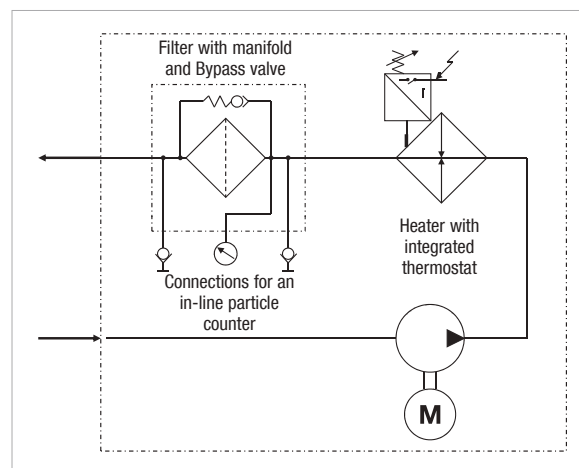 Filter with manifold
and Bypass valve
Heater with
integrated
thermostat
Connections for an
in-line particle
counter
M